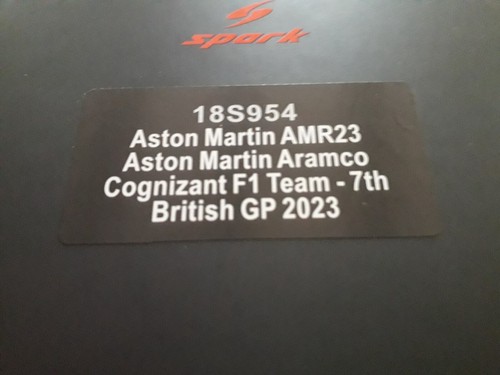 spark
18S954
Aston Martin AMR23
Aston Martin Aramco
Cognizant F1 Team - 7th
British GP 2023